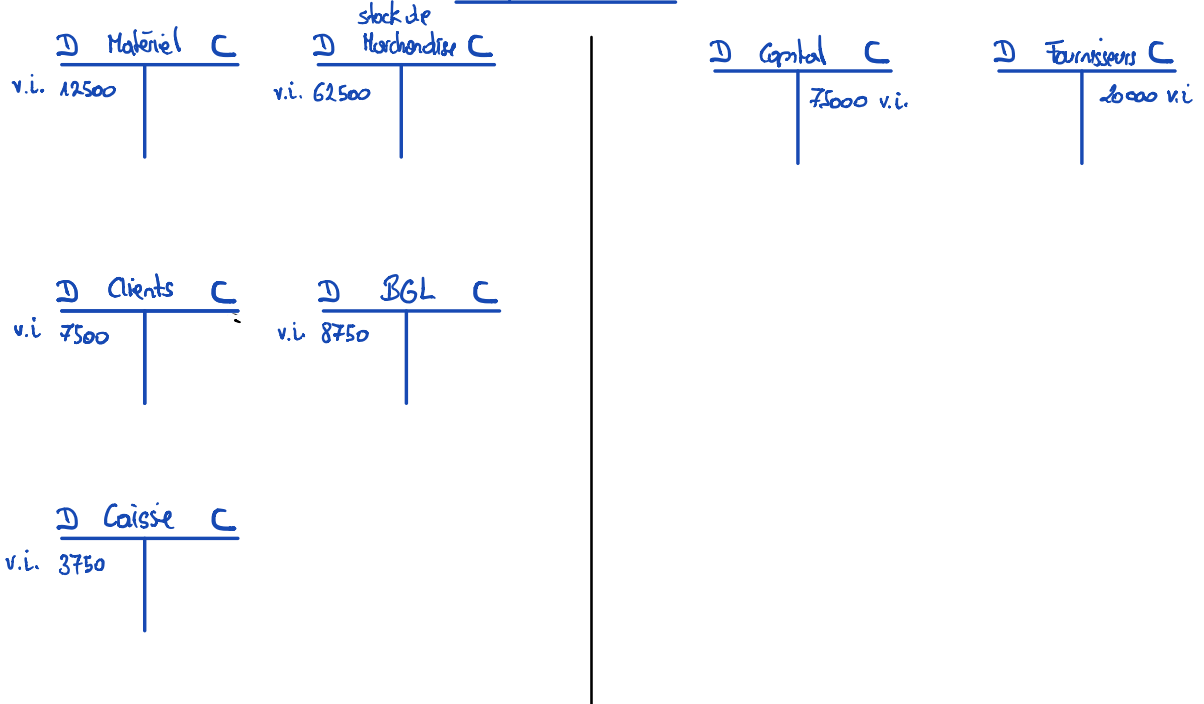 stock de
D Matériel C
D Marchandise C
D Capital C
D Fournisseurs C
v.i. 12500
v.i. 62500
75000 v.i.
20000 v.i
D Clients C
D BGL C
v.i 7500
v.i. 8750
D Caisse C
v.i. 3750